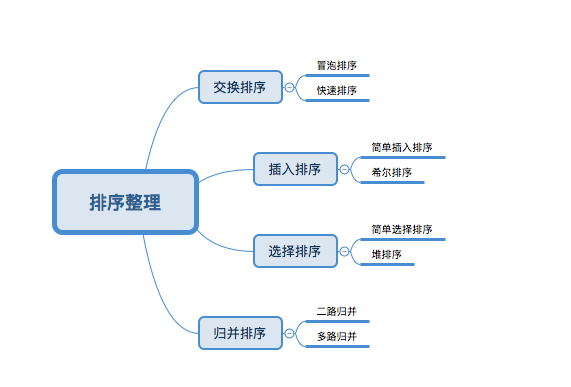 排序整理
交换排序
冒泡排序
快速排序
插入排序
简单插入排序
希尔排序
选择排序
简单选择排序
堆排序
归并排序
二路归并
多路归并